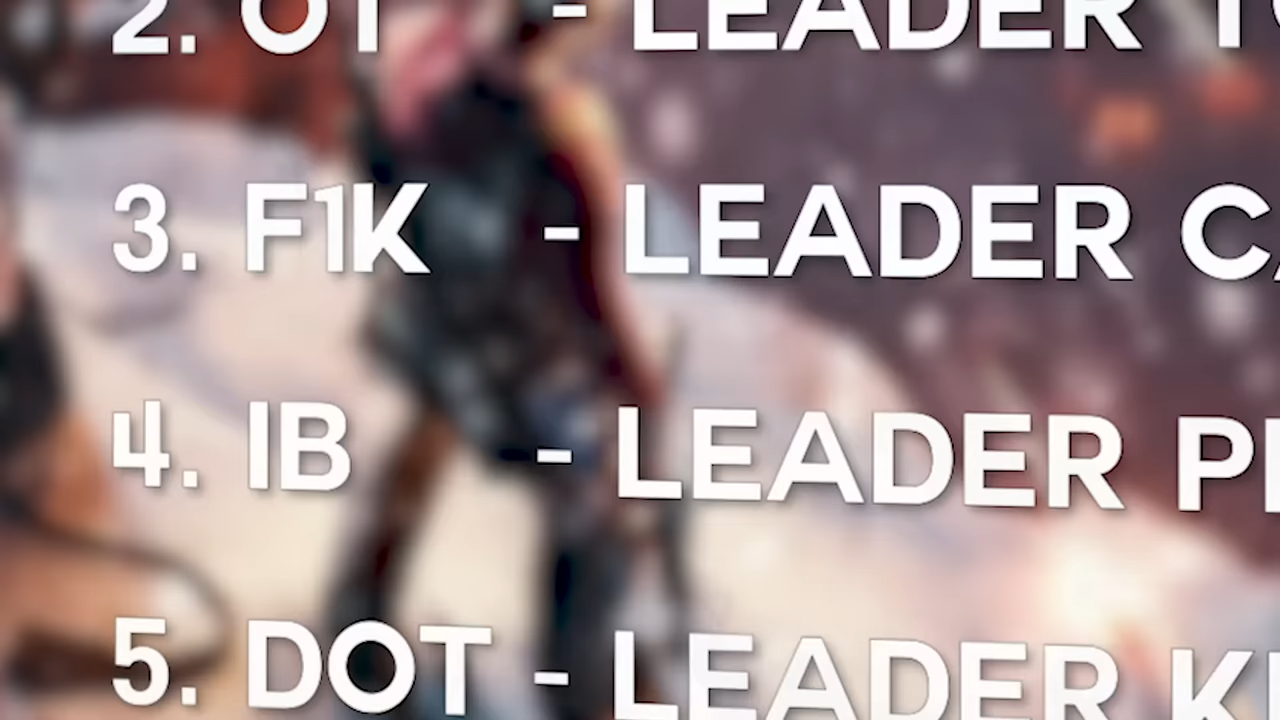 2. OT - LEADER
3. F1K - LEADER
4. IB - LEADER
5. DOT - LEADER